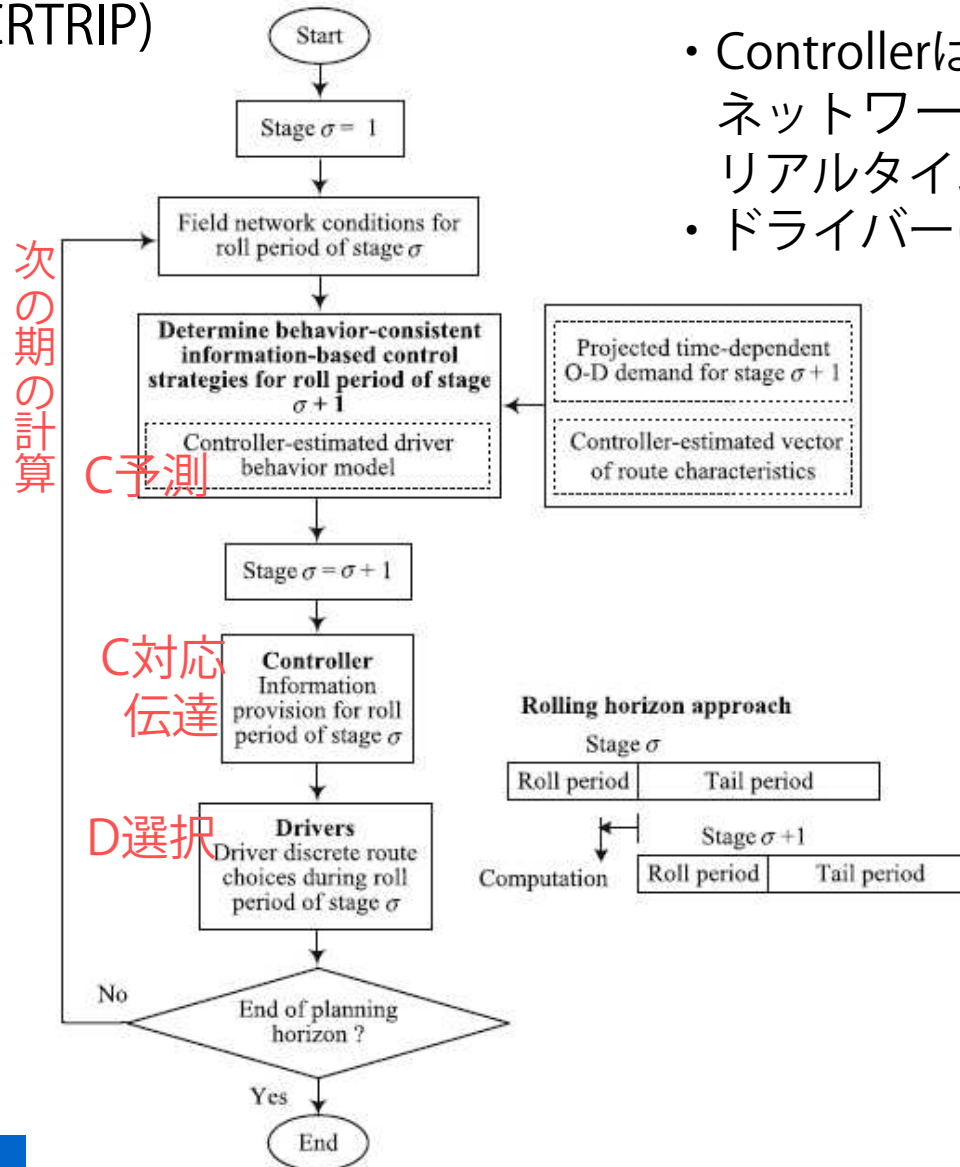 ERTRIP)
Start
Stage σ = 1
Field network conditions for
roll period of stage σ
Determine behavior-consistent
information-based control
strategies for roll period of stage
σ + 1
Controller-estimated driver
behavior model
Projected time-dependent
O-D demand for stage σ + 1
Controller-estimated vector
of route characteristics
Stage σ = σ + 1
Controller
Information
provision for roll
period of stage σ
Drivers
Driver discrete route
choices during roll
period of stage σ
End of planning
horizon ?
No
Yes
End
次の期の計算
C予測
C対応
伝達
D選択
・Controllerは
ネットワー
リアルタイ
・ドライバー
Rolling horizon approach
Stage σ
Roll period
Tail period
Stage σ +1
Computation
Roll period
Tail period